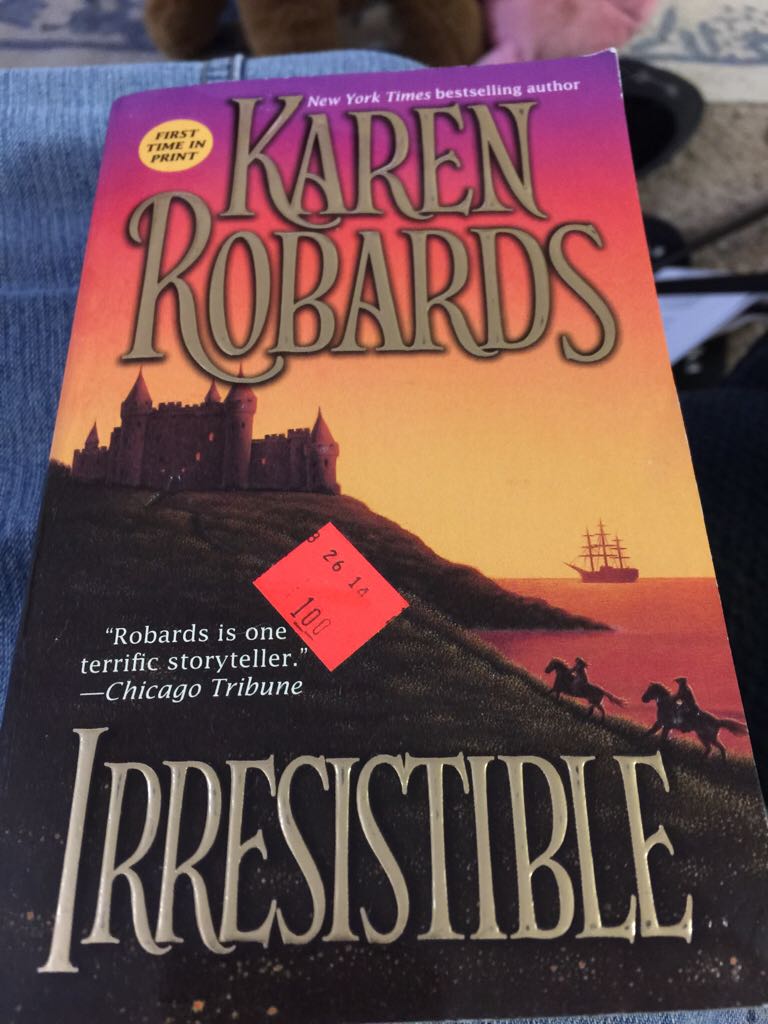 New York Times bestselling author
FIRST
TIME IN
PRINT
KAREN
ROBARDS
8 26 14
100
"Robards is one
terrific storyteller."
—Chicago Tribune
IRRESISTIBLE